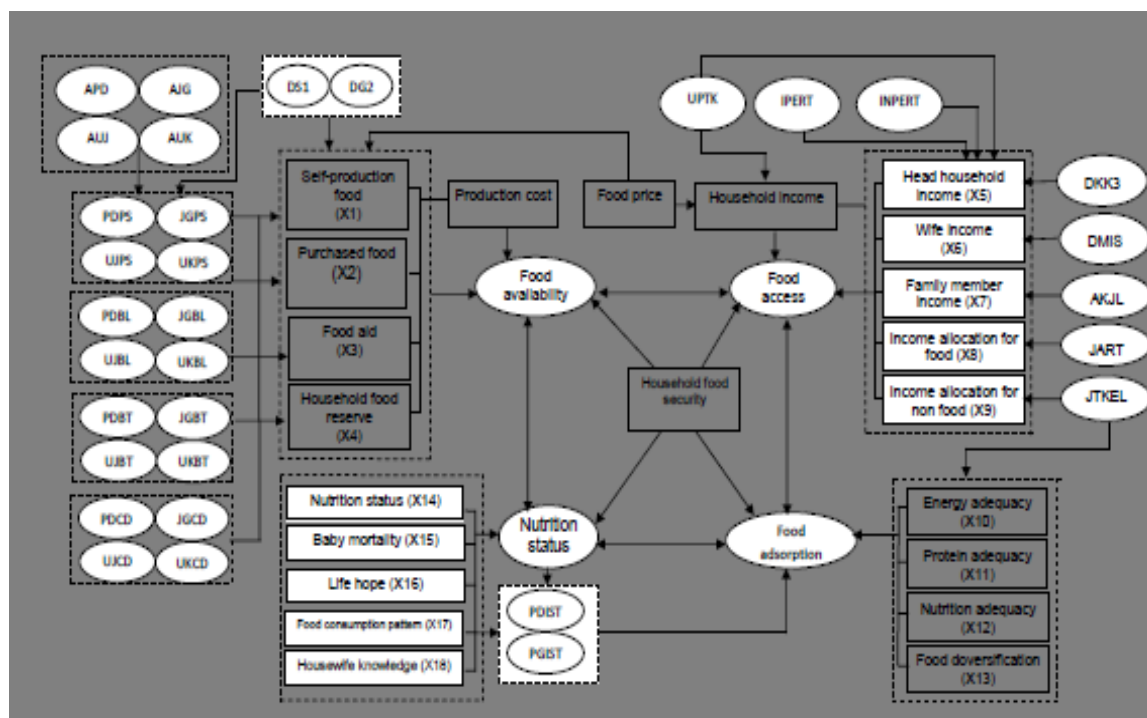 APD
AJG
AUJ
AUK
DS1
DG2
UPTK
IPERT
INPERT
PDPS
JGPS
UJPS
UKPS
PDBL
JGBL
UJBL
UKBL
PDBT
JGBT
UJBT
UKBT
PDCD
JGCD
UJCD
UKCD
Self-production
food
(X1)
Purchased food
(X2)
Food aid
(X3)
Household food
reserve
(X4)
Production cost
Food price
Household income
Food
availability
Food
access
Household food
security
Head household
income (X5)
Wife income
(X6)
Family member
income (X7)
Income allocation for
food (X8)
Income allocation for
non food (X9)
DKK3
DMIS
AKJL
JART
JTKEL
Nutrition status (X14)
Baby mortality (X15)
Life hope (X16)
Food consumption pattern (X17)
Housewife knowledge (X18)
Nutrition
status
PDIST
PGIST
Food
adsorption
Energy adequacy
(X10)
Protein adequacy
(X11)
Nutrition adequacy
(X12)
Food doversification
(X13)